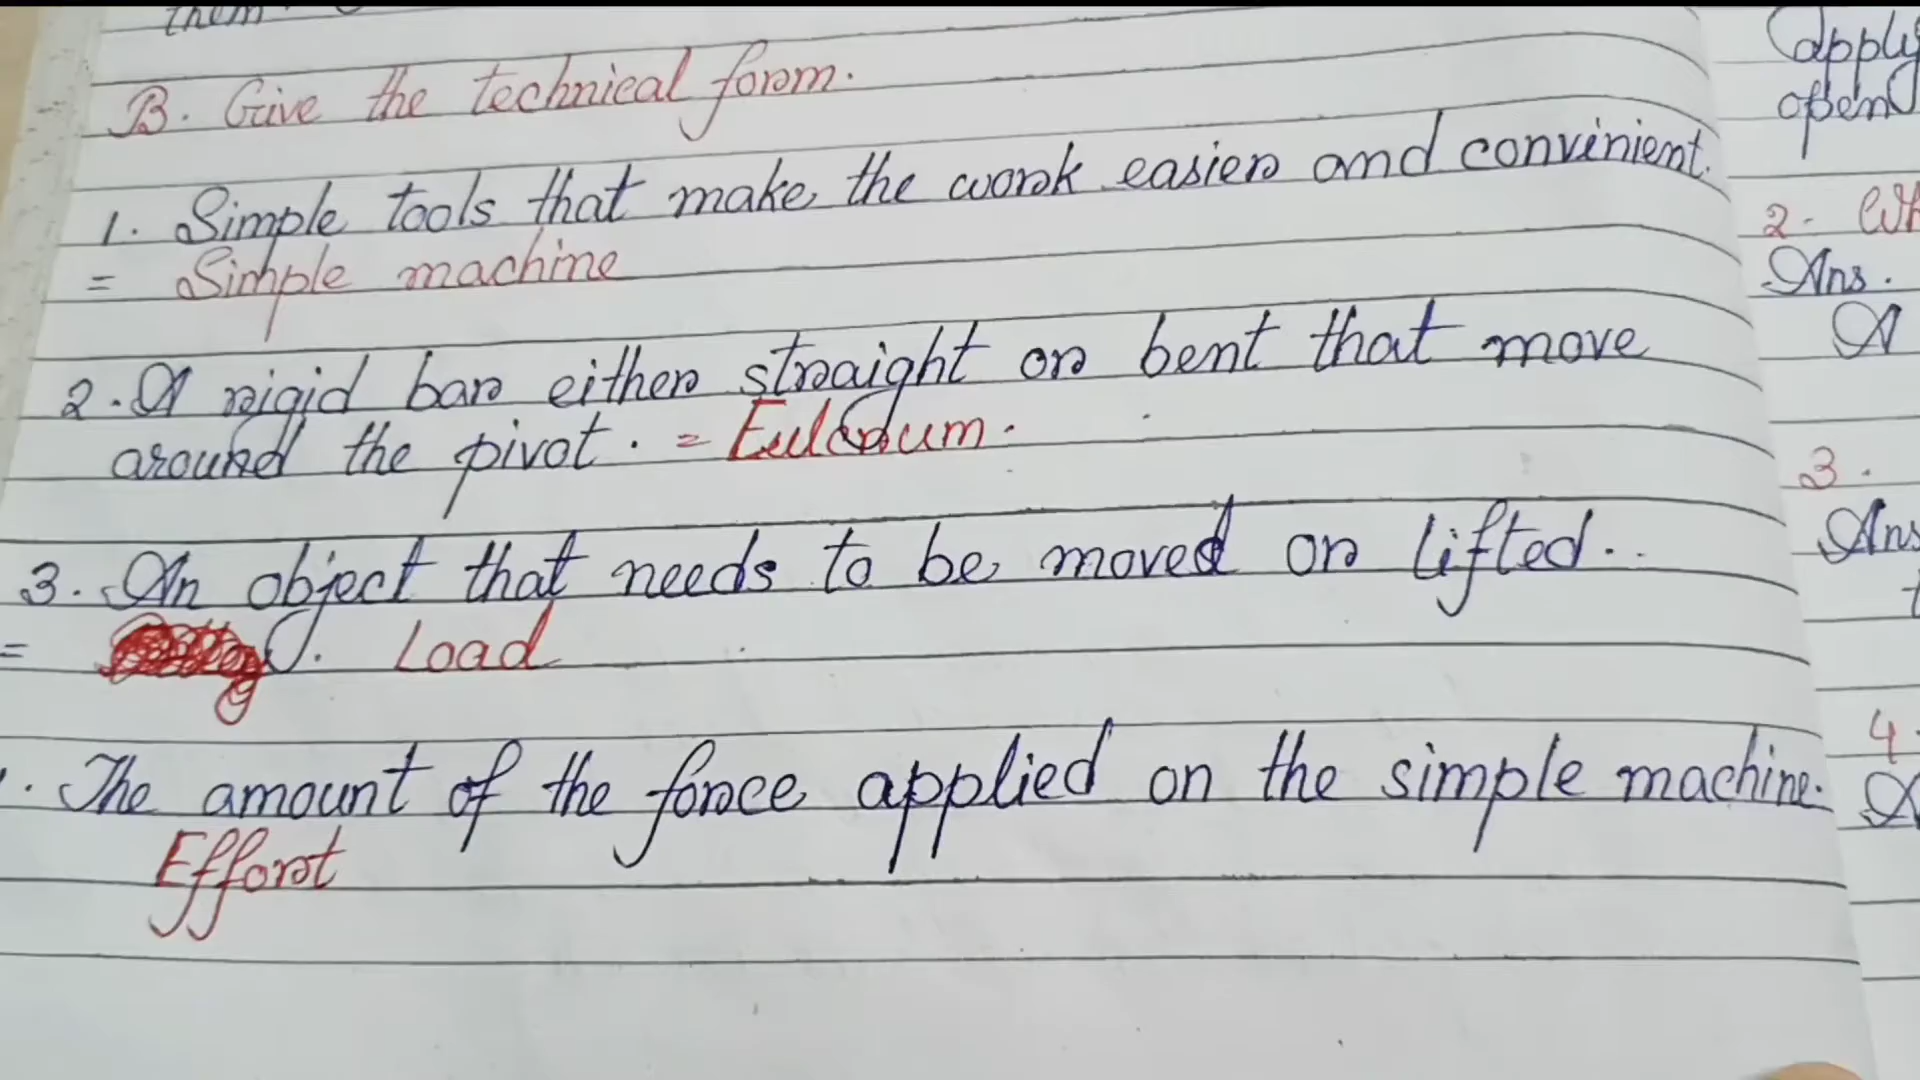 them.
B. Give the technical form.
1. Simple tools that make the work easier and convinient.
= Simple machine
2. A rigid bar either straight or bent that move
around the pivot. = Fulcrum.
3. An object that needs to be moved or lifted..
= . Load
. The amount of the force applied on the simple machine.
Effort
apply
open
2. Wh
Ans.
A
3.
Ans
t
4.
A